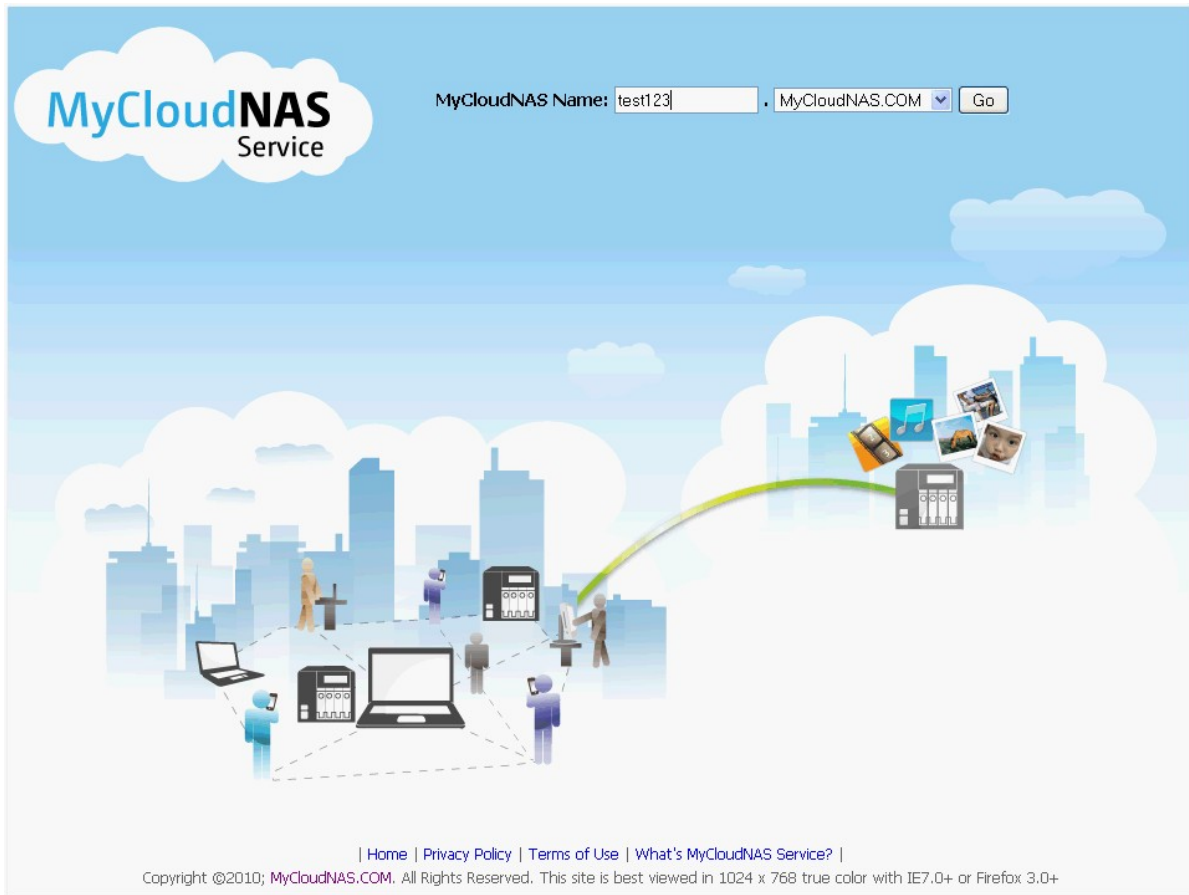 MyCloudNAS
Service
MyCloudNAS Name: test123 . MyCloudNAS.COM Go
| Home | Privacy Policy | Terms of Use | What's MyCloudNAS Service? |
Copyright ©2010; MyCloudNAS.COM. All Rights Reserved. This site is best viewed in 1024 x 768 true color with IE7.0+ or Firefox 3.0+